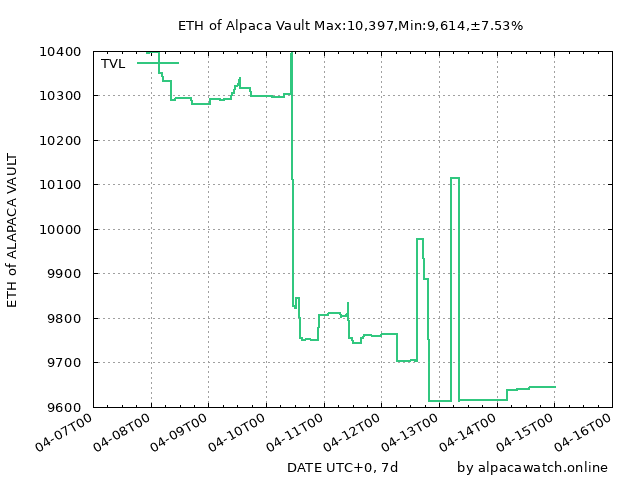 ETH of Alpaca Vault Max:10,397,Min:9,614,±7.53%
TVL
10400
10300
10200
10100
10000
9900
9800
9700
9600
ETH of ALAPACA VAULT
04-07T00
04-08T00
04-09T00
04-10T00
04-11T00
04-12T00
04-13T00
04-14T00
04-15T00
04-16T00
DATE UTC+0, 7d
by alpacawatch.online